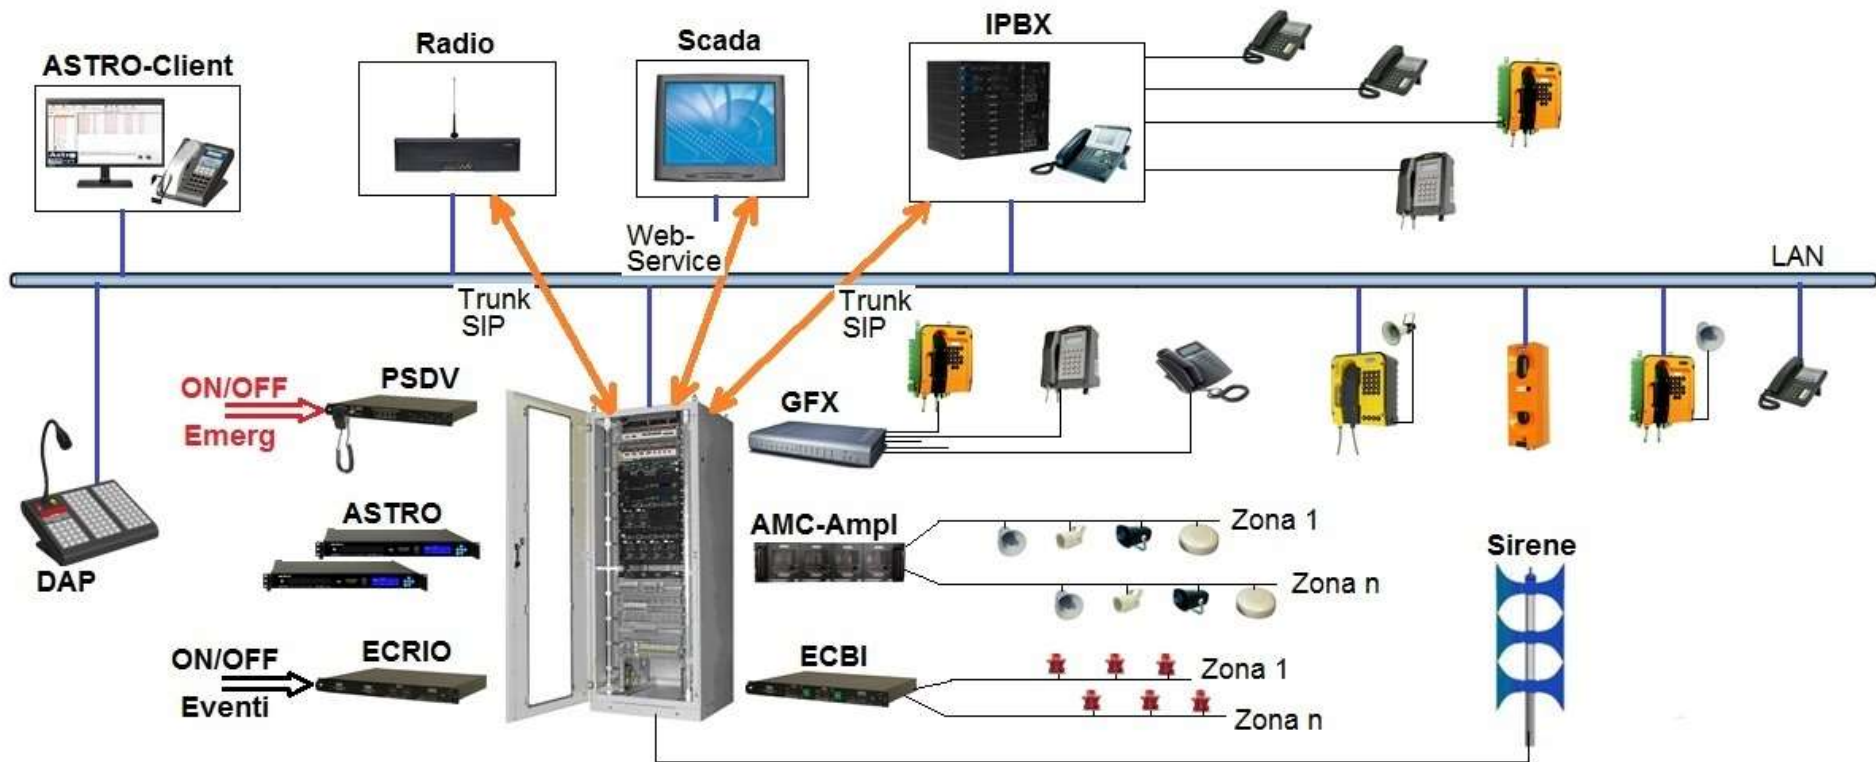 ASTRO-Client
Radio
Scada
IPBX
Web-
Service
LAN
Trunk
SIP
Trunk
SIP
ON/OFF
Emerg
PSDV
GFX
DAP
ASTRO
AMC-Ampl
Zona 1
Zona n
Sirene
ON/OFF
Eventi
ECRIO
ECBI
Zona 1
Zona n